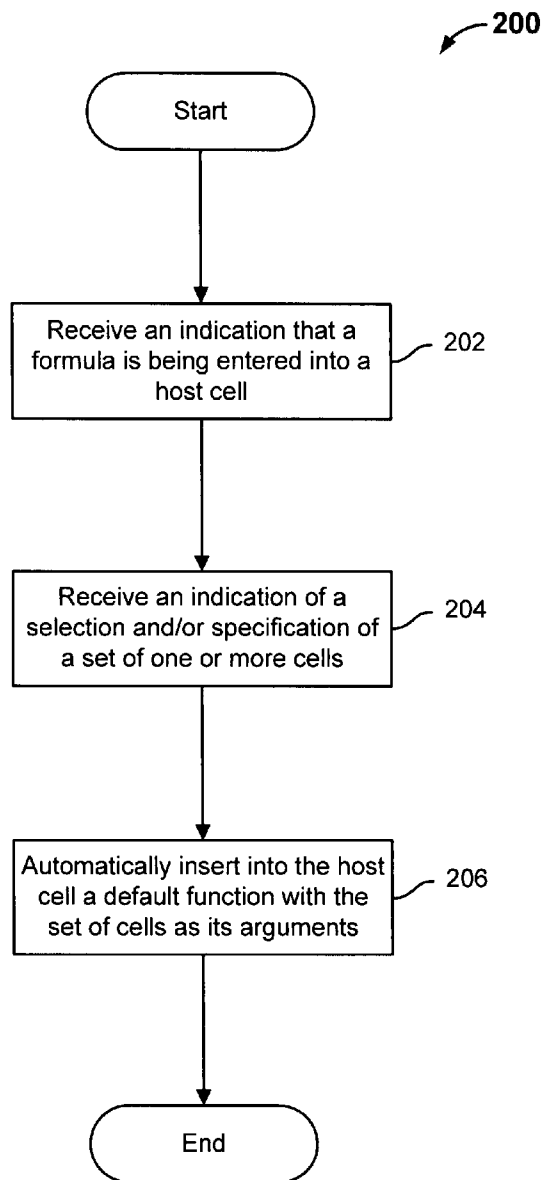 200
Start
Receive an indication that a
formula is being entered into a
host cell
202
Receive an indication of a
selection and/or specification of
a set of one or more cells
204
Automatically insert into the host
cell a default function with the
set of cells as its arguments
206
End